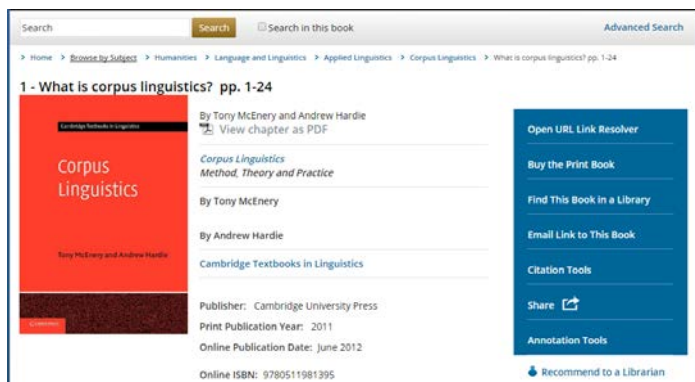 Search Search Search in this book Advanced Search
> Home > Browse by Subject > Humanities > Language and Linguistics > Applied Linguistics > Corpus Linguistics > What is corpus linguistics? pp. 1-24
1 - What is corpus linguistics? pp. 1-24
Cambridge Textbooks in Linguistics
Corpus
Linguistics
Tony McEnery and Andrew Hardie
By Tony McEnery and Andrew Hardie
View chapter as PDF
Corpus Linguistics
Method, Theory and Practice
By Tony McEnery
By Andrew Hardie
Cambridge Textbooks in Linguistics
Publisher: Cambridge University Press
Print Publication Year: 2011
Online Publication Date: June 2012
Online ISBN: 9780511981395
Open URL Link Resolver
Buy the Print Book
Find This Book in a Library
Email Link to This Book
Citation Tools
Share
Annotation Tools
Recommend to a Librarian